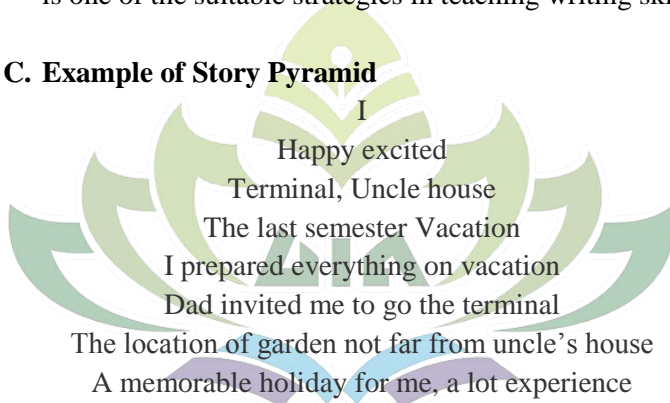 is one of the suitable strategies in teaching writing
C. Example of Story Pyramid
I
Happy excited
Terminal, Uncle house
The last semester Vacation
I prepared everything on vacation
Dad invited me to go the terminal
The location of garden not far from uncle’s house
A memorable holiday for me, a lot experience